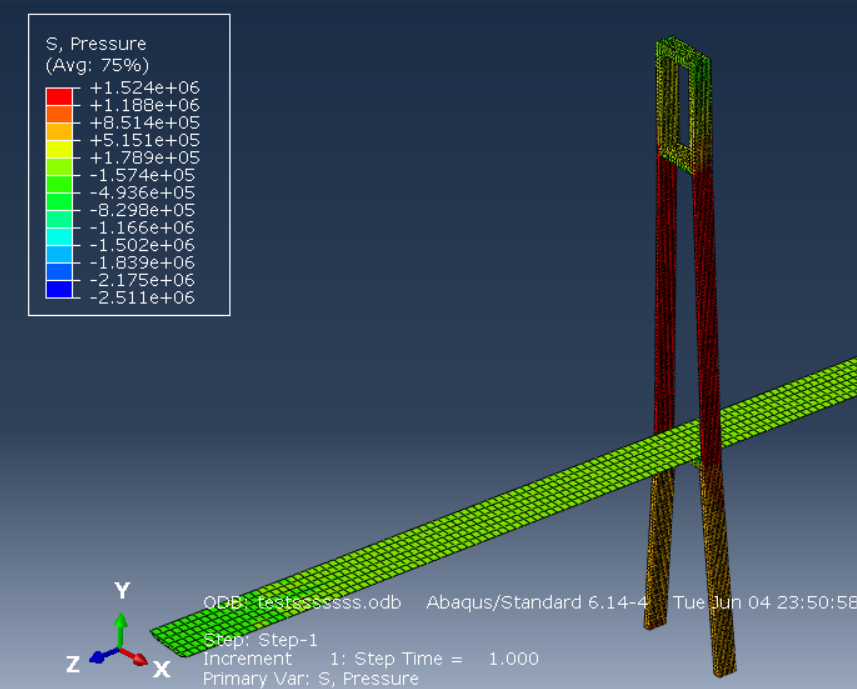 S, Pressure
(Avg: 75%)
+1.524e+06
+1.188e+06
+8.514e+05
+5.151e+05
+1.789e+05
-1.574e+05
-4.936e+05
-8.298e+05
-1.166e+06
-1.502e+06
-1.839e+06
-2.175e+06
-2.511e+06
Y
Z X
ODB: testsssssss.odb Abaqus/Standard 6.14-4 Tue Jun 04 23:50:58
Step: Step-1
Increment 1: Step Time = 1.000
Primary Var: S, Pressure